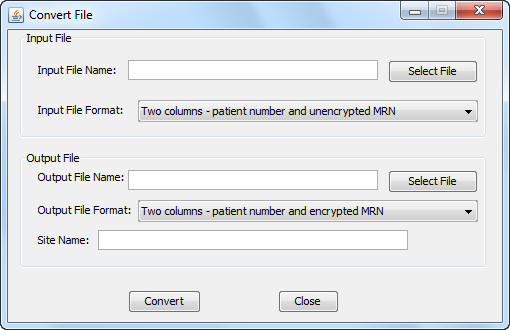 Convert File
Input File
Input File Name:
Select File
Input File Format:
Two columns - patient number and unencrypted MRN
Output File
Output File Name:
Select File
Output File Format:
Two columns - patient number and encrypted MRN
Site Name:
Convert
Close